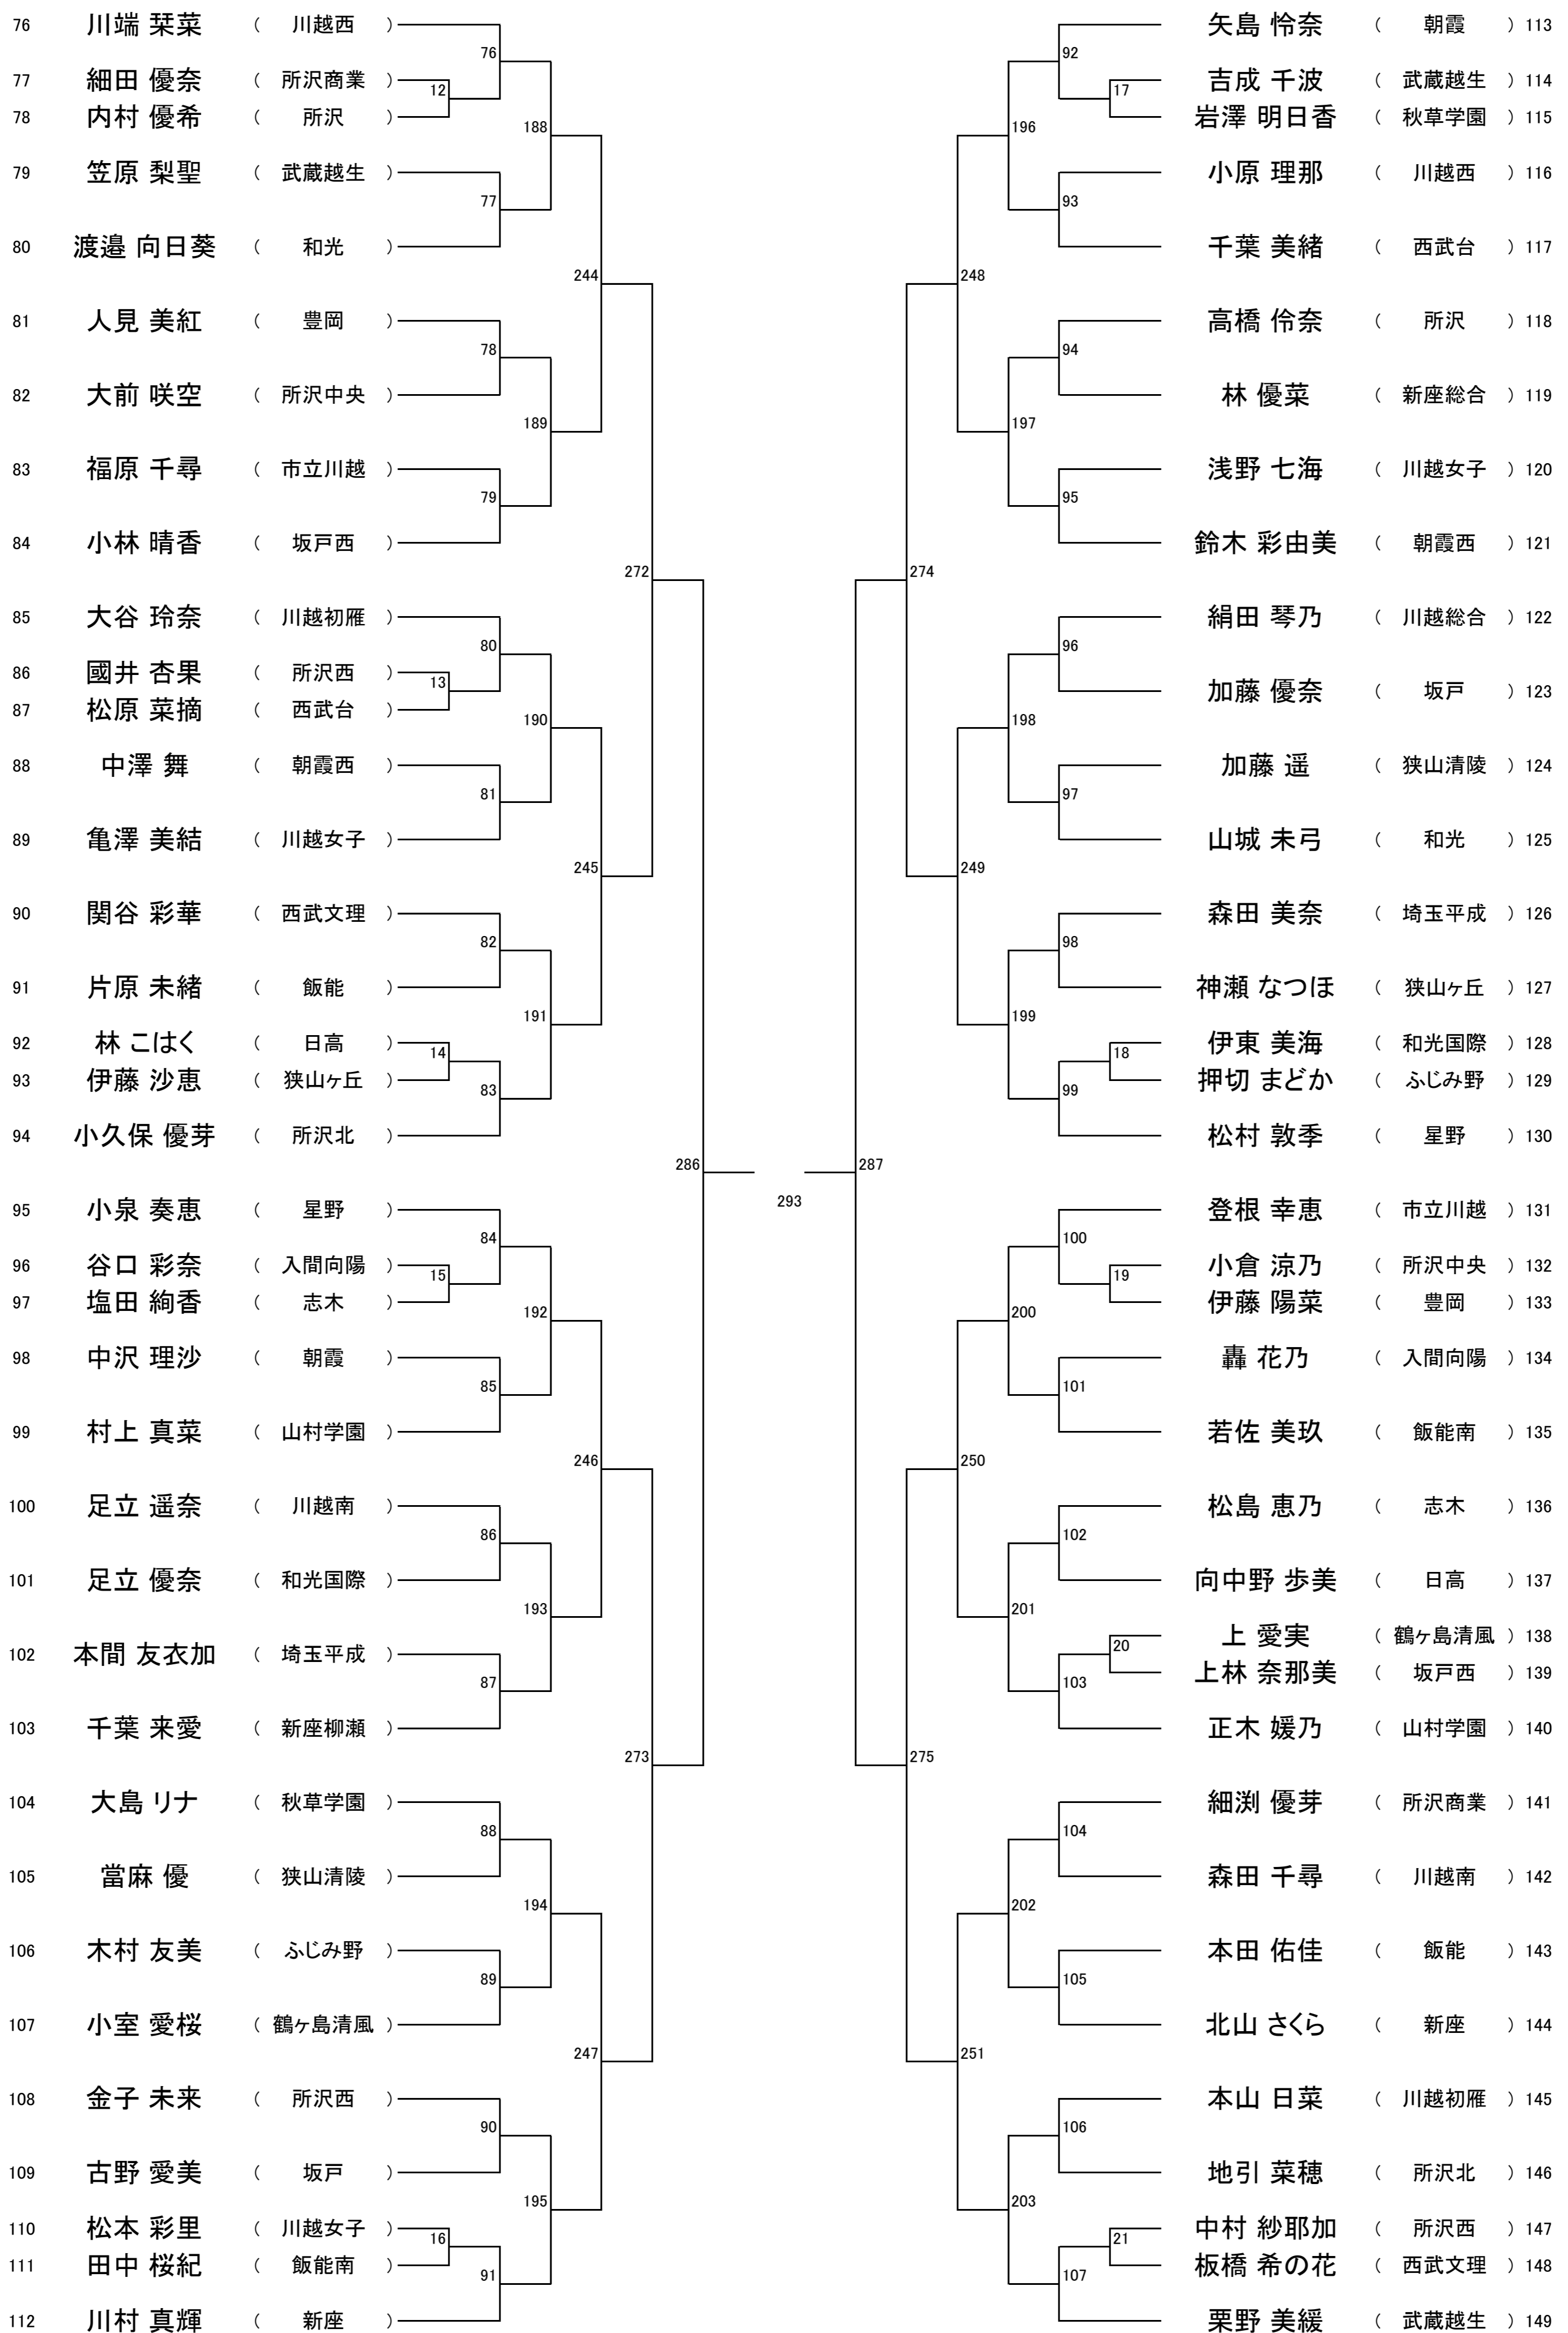 76 川端 栞菜 （ 川越西 ）
76
77 細田 優奈 （ 所沢商業 ）
12
78 内村 優希 （ 所沢 ）
188
79 笠原 梨聖 （ 武蔵越生 ）
77
80 渡邉 向日葵 （ 和光 ）
244
81 人見 美紅 （ 豊岡 ）
78
82 大前 咲空 （ 所沢中央 ）
189
83 福原 千尋 （ 市立川越 ）
79
84 小林 晴香 （ 坂戸西 ）
272
85 大谷 玲奈 （ 川越初雁 ）
80
86 國井 杏果 （ 所沢西 ）
13
87 松原 菜摘 （ 西武台 ）
190
88 中澤 舞 （ 朝霞西 ）
81
89 亀澤 美結 （ 川越女子 ）
245
90 関谷 彩華 （ 西武文理 ）
82
91 片原 未緒 （ 飯能 ）
191
92 林 こはく （ 日高 ）
14
93 伊藤 沙恵 （ 狭山ヶ丘 ）
83
94 小久保 優芽 （ 所沢北 ）
286
95 小泉 奏恵 （ 星野 ）
84
96 谷口 彩奈 （ 入間向陽 ）
15
97 塩田 絢香 （ 志木 ）
192
98 中沢 理沙 （ 朝霞 ）
85
99 村上 真菜 （ 山村学園 ）
246
100 足立 遥奈 （ 川越南 ）
86
101 足立 優奈 （ 和光国際 ）
193
102 本間 友衣加 （ 埼玉平成 ）
87
103 千葉 来愛 （ 新座柳瀬 ）
273
104 大島 リナ （ 秋草学園 ）
88
105 當麻 優 （ 狭山清陵 ）
194
106 木村 友美 （ ふじみ野 ）
89
107 小室 愛桜 （ 鶴ヶ島清風 ）
247
108 金子 未来 （ 所沢西 ）
90
109 古野 愛美 （ 坂戸 ）
195
110 松本 彩里 （ 川越女子 ）
16
111 田中 桜紀 （ 飯能南 ）
91
112 川村 真輝 （ 新座 ）
293
矢島 怜奈 （ 朝霞 ） 113
92
吉成 千波 （ 武蔵越生 ） 114
17
岩澤 明日香 （ 秋草学園 ） 115
196
小原 理那 （ 川越西 ） 116
93
千葉 美緒 （ 西武台 ） 117
248
高橋 伶奈 （ 所沢 ） 118
94
林 優菜 （ 新座総合 ） 119
197
浅野 七海 （ 川越女子 ） 120
95
鈴木 彩由美 （ 朝霞西 ） 121
274
絹田 琴乃 （ 川越総合 ） 122
96
加藤 優奈 （ 坂戸 ） 123
198
加藤 遥 （ 狭山清陵 ） 124
97
山城 未弓 （ 和光 ） 125
249
森田 美奈 （ 埼玉平成 ） 126
98
神瀬 なつほ （ 狭山ヶ丘 ） 127
199
伊東 美海 （ 和光国際 ） 128
18
押切 まどか （ ふじみ野 ） 129
99
松村 敦季 （ 星野 ） 130
287
登根 幸恵 （ 市立川越 ） 131
100
小倉 涼乃 （ 所沢中央 ） 132
19
伊藤 陽菜 （ 豊岡 ） 133
200
轟 花乃 （ 入間向陽 ） 134
101
若佐 美玖 （ 飯能南 ） 135
250
松島 恵乃 （ 志木 ） 136
102
向中野 歩美 （ 日高 ） 137
201
上 愛実 （ 鶴ヶ島清風 ） 138
20
上林 奈那美 （ 坂戸西 ） 139
103
正木 媛乃 （ 山村学園 ） 140
275
細渕 優芽 （ 所沢商業 ） 141
104
森田 千尋 （ 川越南 ） 142
202
本田 佑佳 （ 飯能 ） 143
105
北山 さくら （ 新座 ） 144
251
本山 日菜 （ 川越初雁 ） 145
106
地引 菜穂 （ 所沢北 ） 146
203
中村 紗耶加 （ 所沢西 ） 147
21
板橋 希の花 （ 西武文理 ） 148
107
栗野 美緩 （ 武蔵越生 ） 149